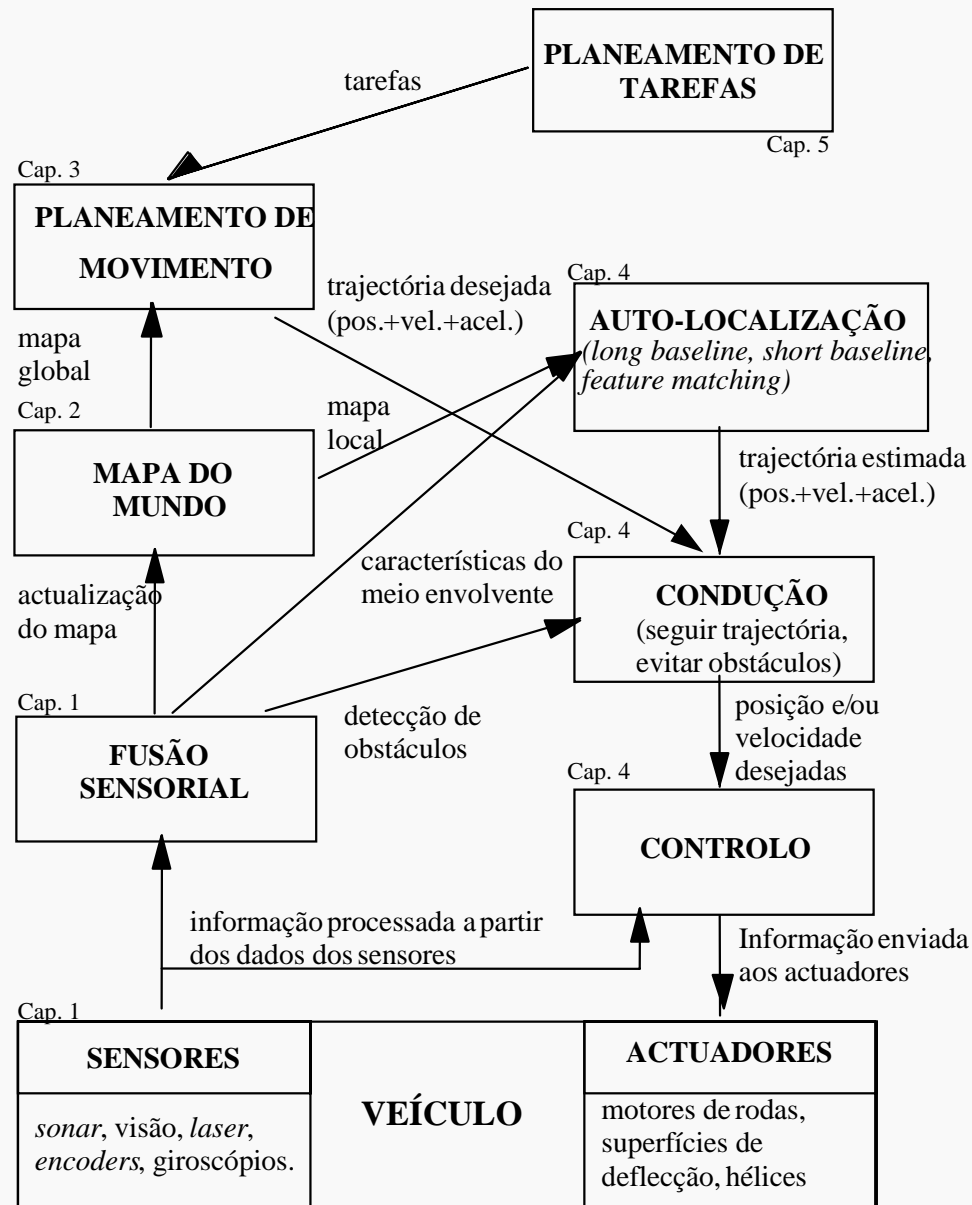 PLANEAMENTO DE
TAREFAS
Cap. 5
tarefas
Cap. 3
PLANEAMENTO DE
MOVIMENTO
trajectória desejada
(pos.+vel.+acel.)
Cap. 4
AUTO-LOCALIZAÇÃO
(long baseline, short baseline,
feature matching)
mapa
global
Cap. 2
mapa
local
MAPA DO
MUNDO
trajectória estimada
(pos.+vel.+acel.)
Cap. 4
características do
meio envolvente
CONDUÇÃO
(seguir trajectória,
evitar obstáculos)
actualização
do mapa
Cap. 1
detecção de
obstáculos
posição e/ou
velocidade
desejadas
FUSÃO
SENSORIAL
Cap. 4
CONTROLO
informação processada a partir
dos dados dos sensores
Informação enviada
aos actuadores
Cap. 1
SENSORES
sonar, visão, laser,
encoders, giroscópios.
VEÍCULO
ACTUADORES
motores de rodas,
superfícies de
deflecção, hélices